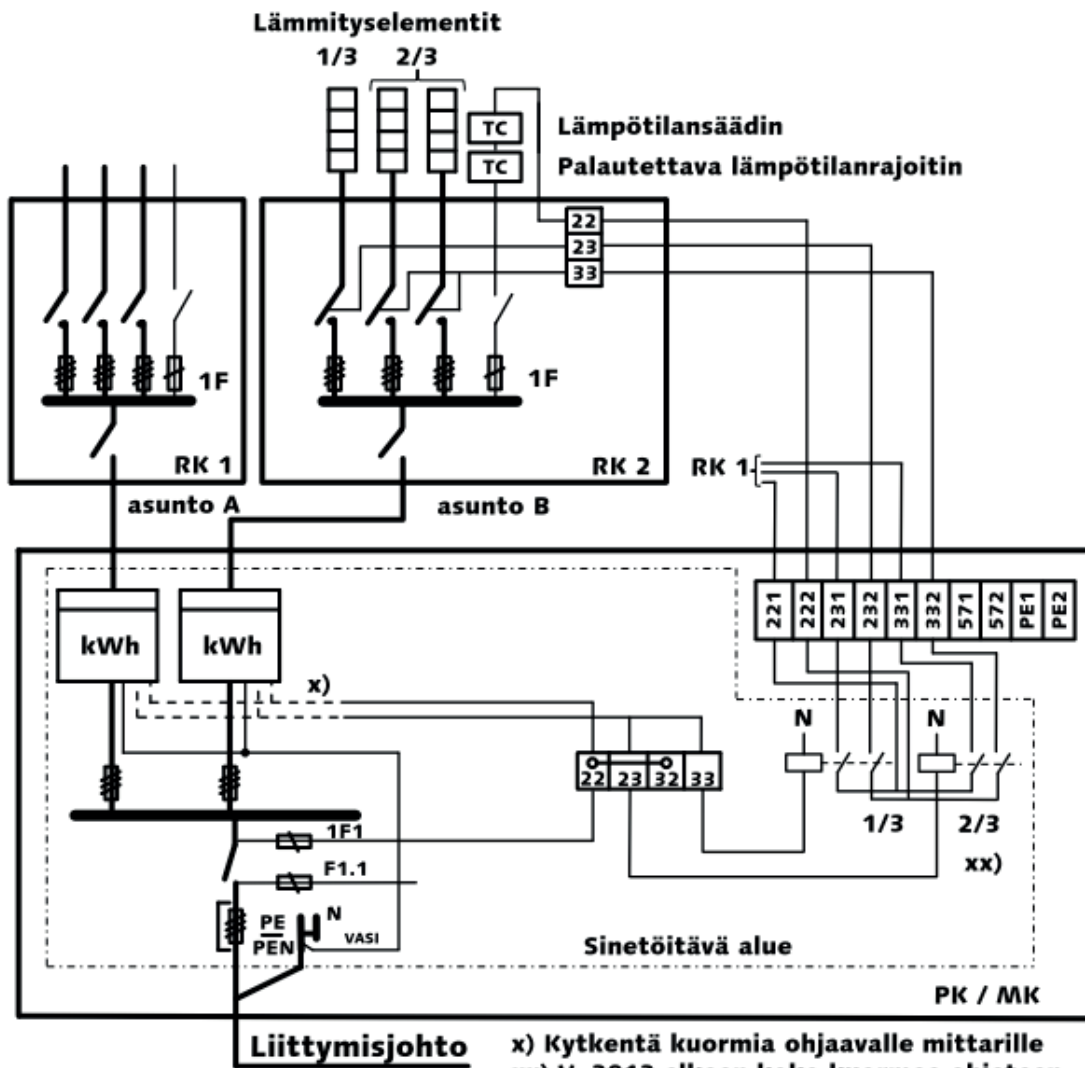 Lämmityselementit
1/3 2/3
TC Lämpötilansäädin
TC Palautettava lämpötilanrajoitin
22
23
33
1F
1F
RK 1
RK 2
RK 1
asunto A
asunto B
221 222 231 232 331 332 571 572 PE1 PE2
kWh
kWh
x)
N
N
22 23 32 33
1/3
2/3
xx)
1F1
F1.1
PE
PEN
N
VASI
Sinetöitävä alue
PK / MK
Liittymisjohto
x) Kytkentä kuormia ohjaavalle mittarille